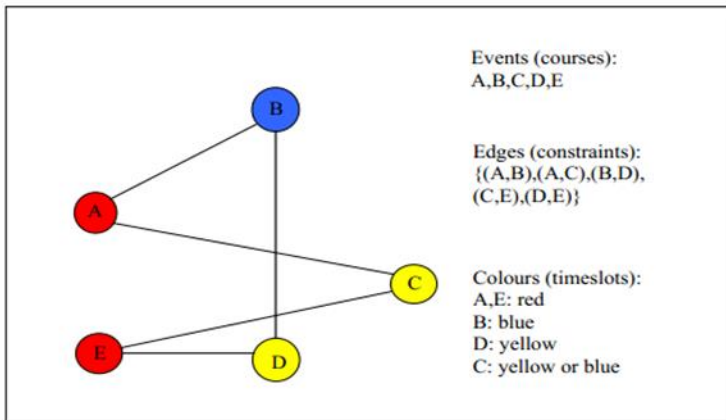 B
A
C
E
D
Events (courses):
A,B,C,D,E
Edges (constraints):
{(A,B),(A,C),(B,D),
(C,E),(D,E)}
Colours (timeslots):
A,E: red
B: blue
D: yellow
C: yellow or blue